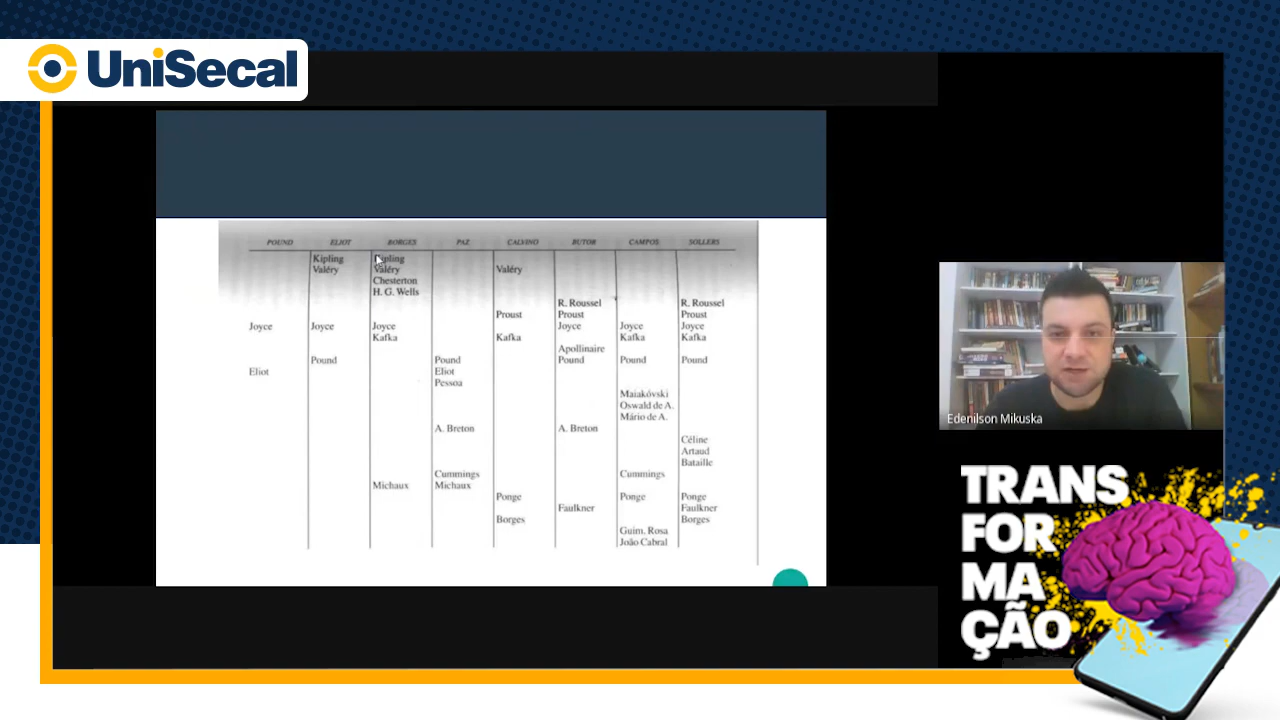 UniSecal
POUND ELIOT BORGES PAZ CALVINO BUTOR CAMPOS SOLLERS
Kipling Kipling
Valéry Valéry Valéry
Chesterton
H. G. Wells
R. Roussel R. Roussel
Proust Proust Proust
Joyce Joyce Joyce Joyce Joyce Joyce
Kafka Kafka Kafka Kafka
Apollinaire
Pound Pound Pound Pound Pound
Eliot Eliot
Pessoa
Maiakóvski
Oswald de A.
Mário de A.
A. Breton A. Breton
Céline
Artaud
Bataille
Cummings Cummings
Michaux Michaux
Ponge Ponge Ponge
Faulkner Faulkner
Borges Borges
Guim. Rosa
João Cabral
Edenilson Mikuska
TRANS
FOR
MA
ÇÃO